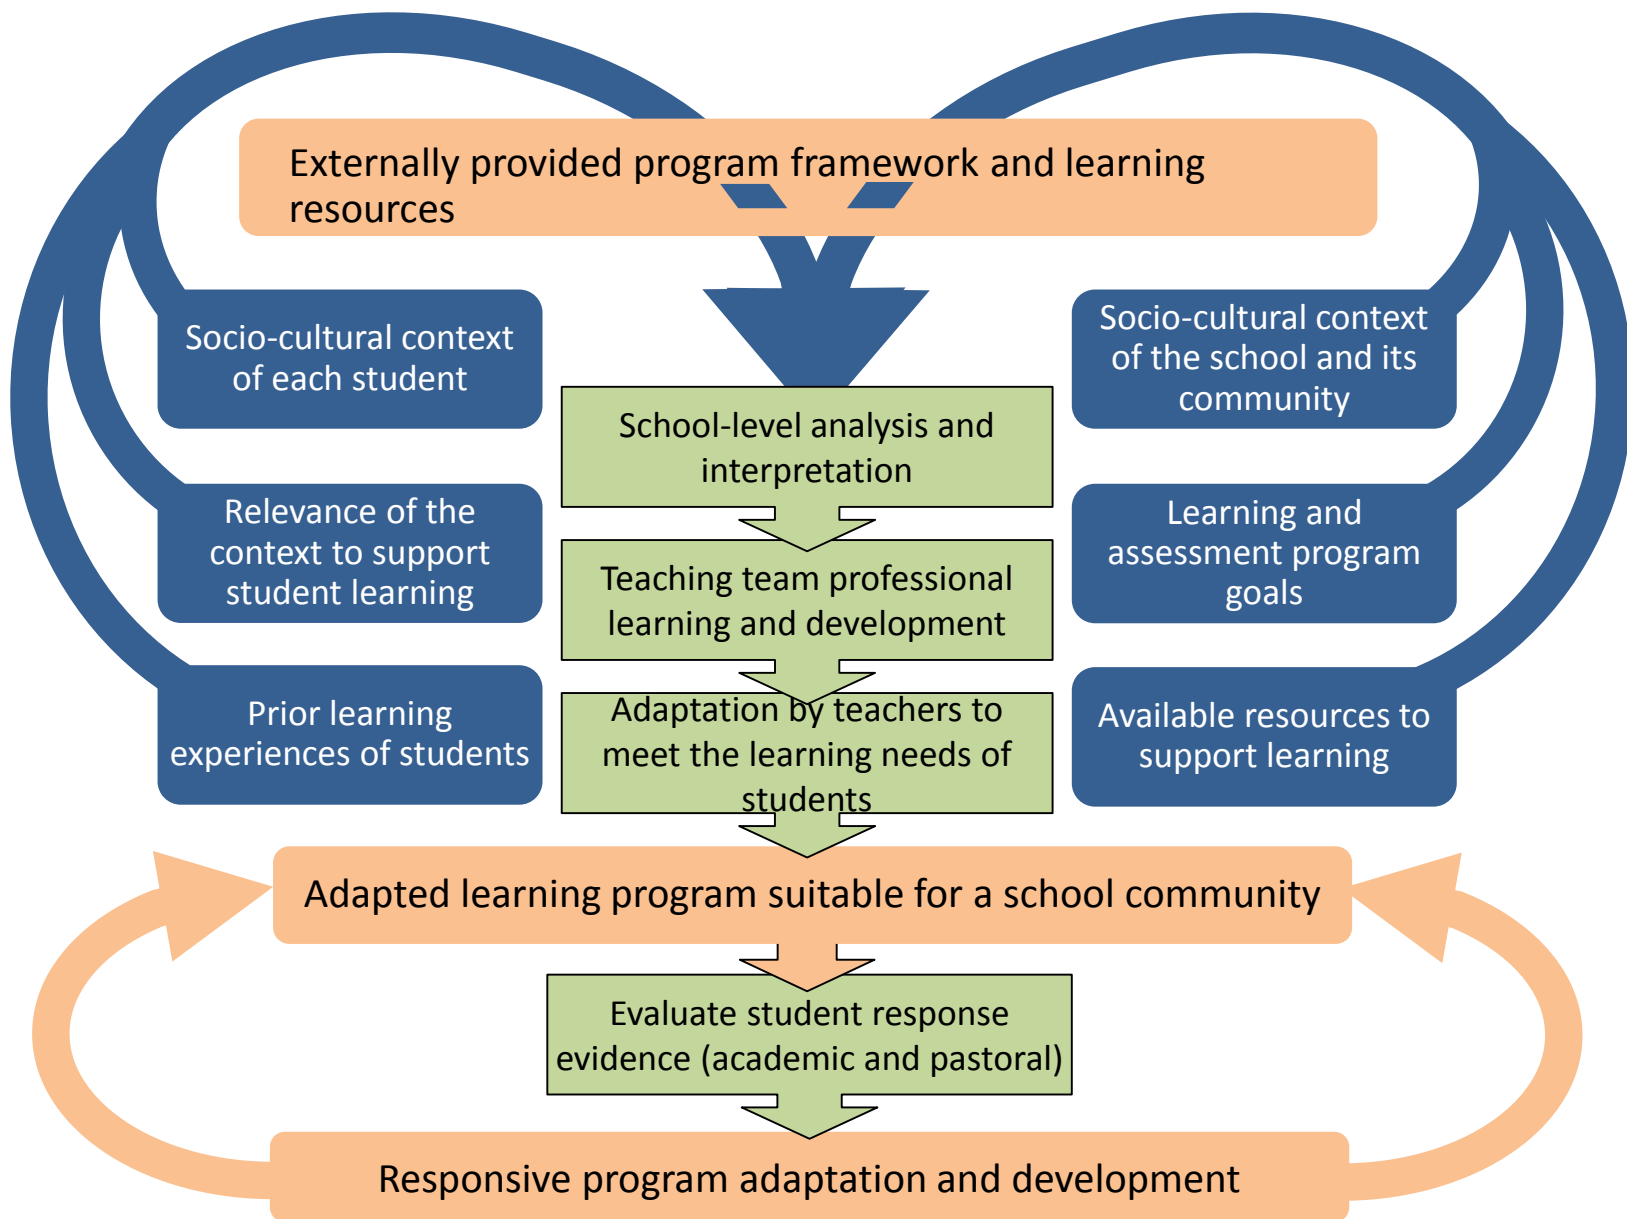 Externally provided program framework and learning
resources
Socio-cultural context
of each student
Socio-cultural context
of the school and its
community
School-level analysis and
interpretation
Relevance of the
context to support
student learning
Learning and
assessment program
goals
Teaching team professional
learning and development
Prior learning
experiences of students
Adaptation by teachers to
meet the learning needs of
students
Available resources to
support learning
Adapted learning program suitable for a school community
Evaluate student response
evidence (academic and pastoral)
Responsive program adaptation and development